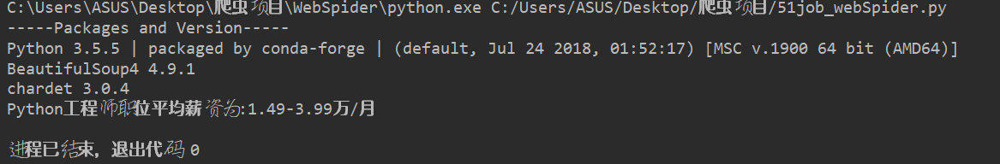 C:\Users\ASUS\Desktop\爬虫项目\WebSpider\python.exe C:/Users/ASUS/Desktop/爬虫项目/51job_webSpider.py
-----Packages and Version-----
Python 3.5.5 | packaged by conda-forge | (default, Jul 24 2018, 01:52:17) [MSC v.1900 64 bit (AMD64)]
BeautifulSoup4 4.9.1
chardet 3.0.4
Python工程师职位平均薪资为:1.49-3.99万/月
进程已结束，退出代码 0